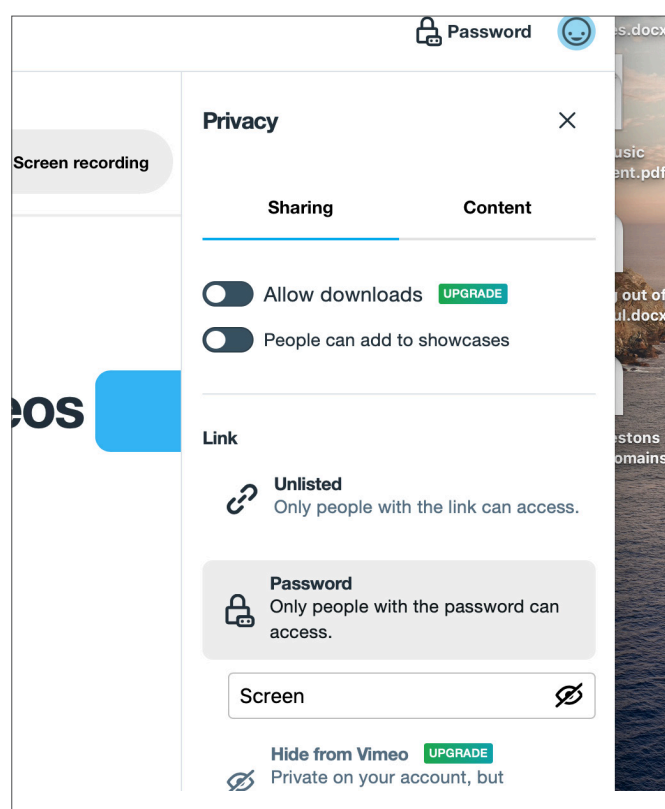 Password
es.docx
Privacy
usic
ent.pdf
Screen recording
Sharing
Content
Allow downloads
UPGRADE
out of
ul.docx
People can add to showcases
eos
Link
stons
omains
Unlisted
Only people with the link can access.
Password
Only people with the password can
access.
Screen
Hide from Vimeo
UPGRADE
Private on your account, but